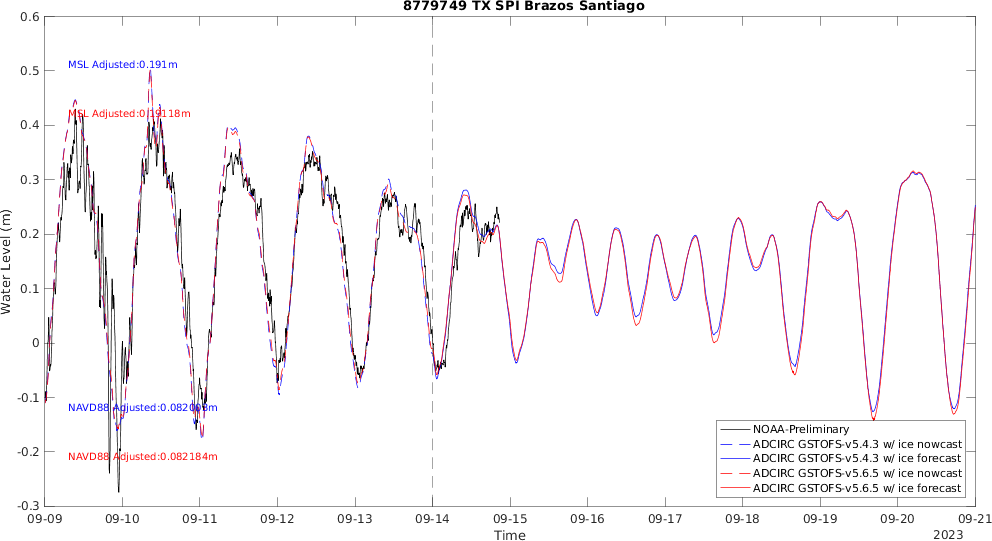 8779749 TX SPI Brazos Santiago
0.6
0.5
0.4
0.3
0.2
0.1
0
-0.1
-0.2
-0.3
Water Level (m)
MSL Adjusted:0.191m
MSL Adjusted:0.19118m
NAVD88 Adjusted:0.082003m
NAVD88 Adjusted:0.082184m
NOAA-Preliminary
ADCIRC GSTOFS-v5.4.3 w/ ice nowcast
ADCIRC GSTOFS-v5.4.3 w/ ice forecast
ADCIRC GSTOFS-v5.6.5 w/ ice nowcast
ADCIRC GSTOFS-v5.6.5 w/ ice forecast
09-09 09-10 09-11 09-12 09-13 09-14 09-15 09-16 09-17 09-18 09-19 09-20 09-21
Time
2023